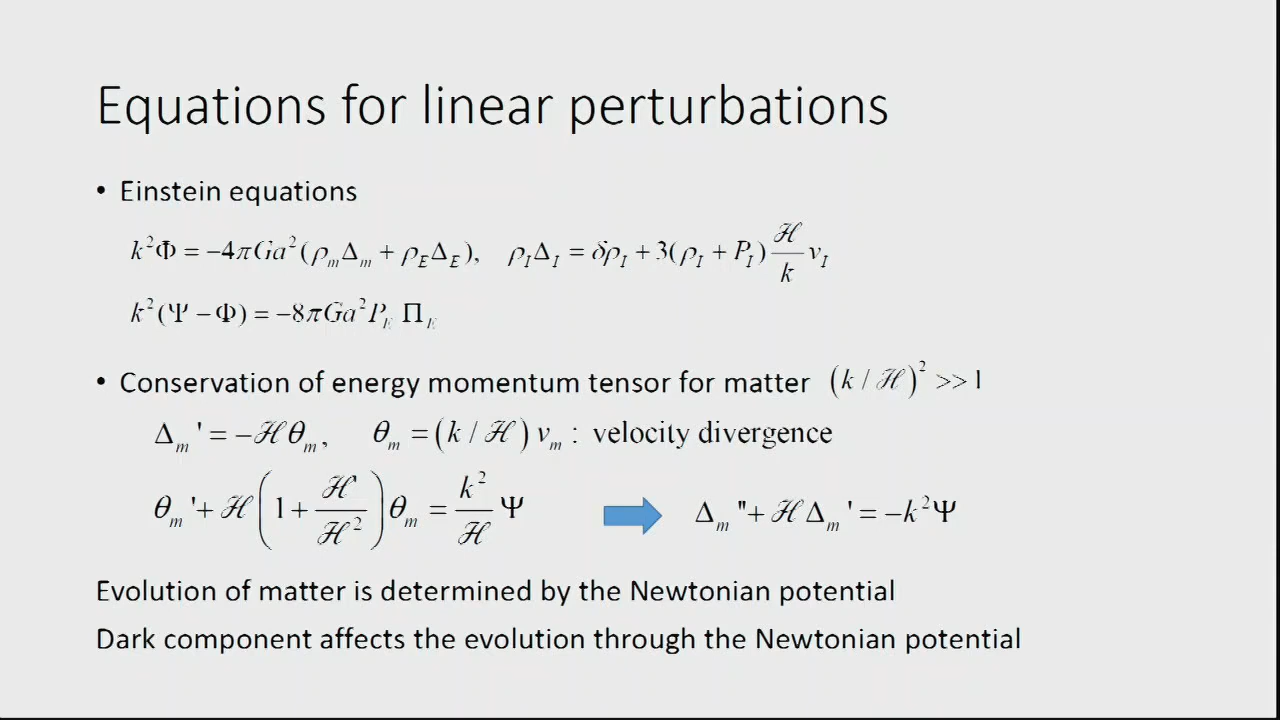 Equations for linear perturbations
• Einstein equations
k²Φ = −4πGa²(ρ_mΔ_m + ρ_EΔ_E),   ρ_IΔ_I = δρ_I + 3(ρ_I + P_I) ℋ/k v_I
k²(Ψ − Φ) = −8πGa²P_E Π_E
• Conservation of energy momentum tensor for matter (k / ℋ)² >> 1
Δ_m ' = −ℋθ_m,   θ_m = (k / ℋ) v_m : velocity divergence
θ_m '+ ℋ(1 + ℋ'/ℋ²)θ_m = k²/ℋ Ψ   Δ_m ''+ ℋΔ_m ' = −k²Ψ
Evolution of matter is determined by the Newtonian potential
Dark component affects the evolution through the Newtonian potential